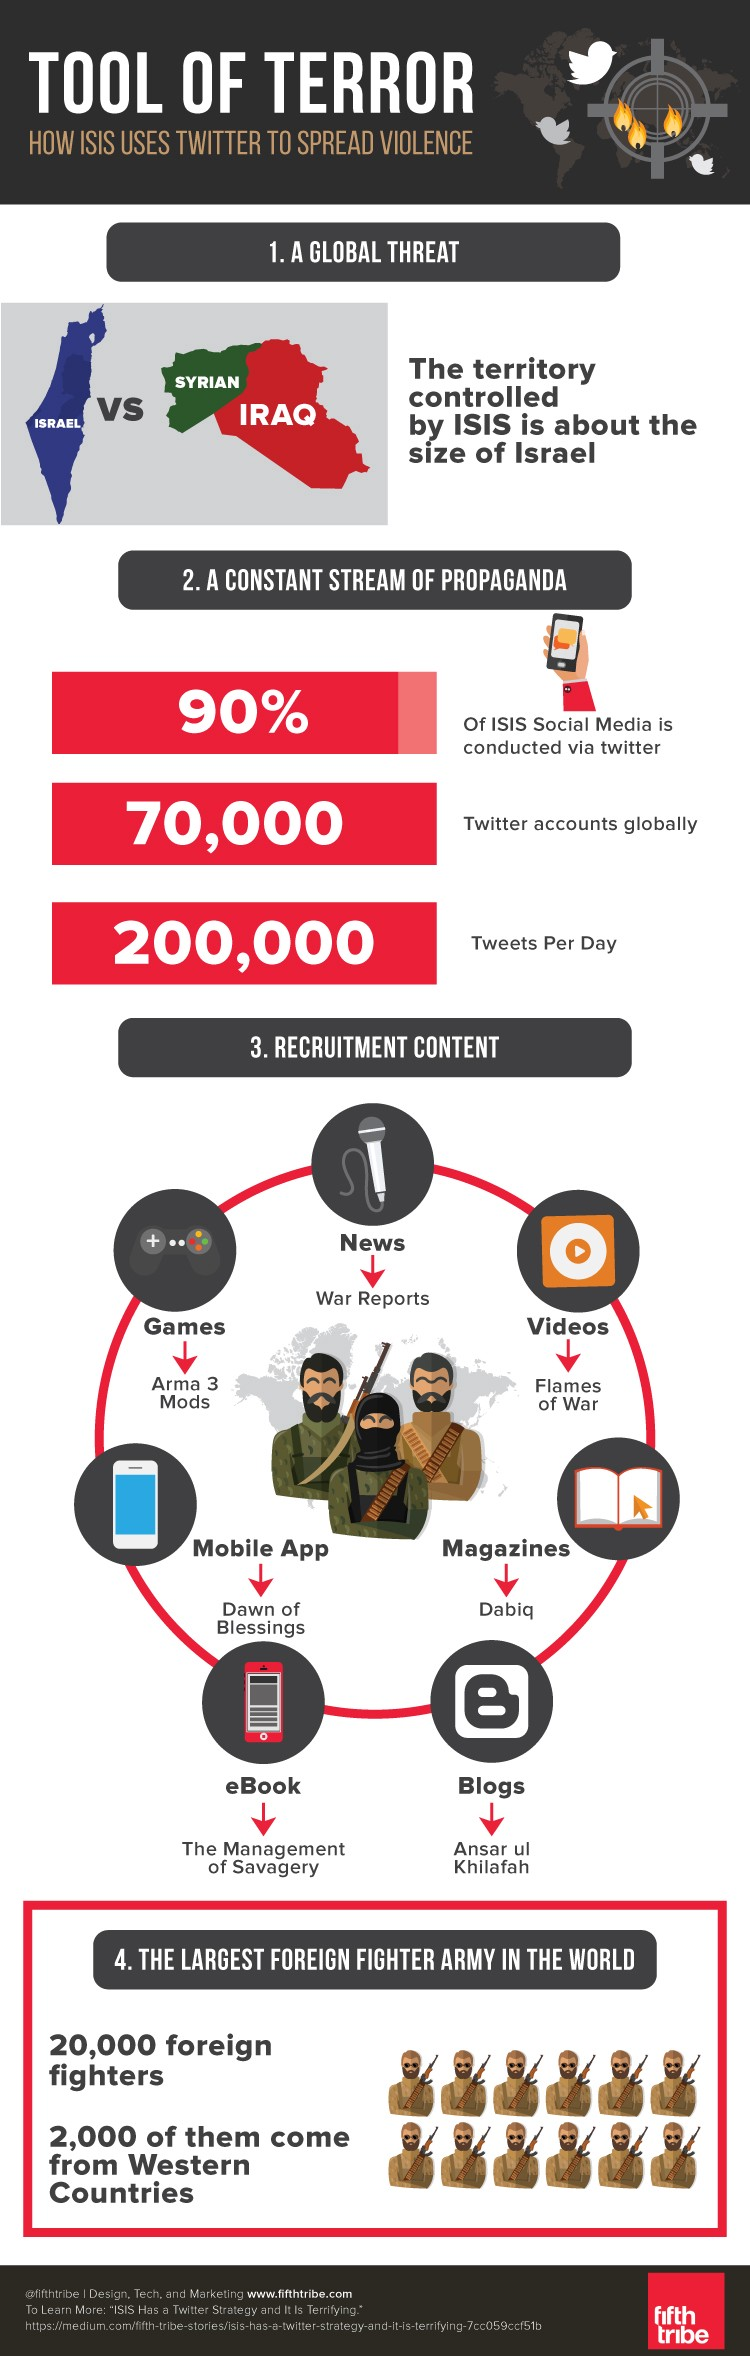 TOOL OF TERROR
HOW ISIS USES TWITTER TO SPREAD VIOLENCE
1. A GLOBAL THREAT
ISRAEL
VS
SYRIAN
IRAQ
The territory
controlled
by ISIS is about the
size of Israel
2. A CONSTANT STREAM OF PROPAGANDA
90%
Of ISIS Social Media is
conducted via twitter
70,000
Twitter accounts globally
200,000
Tweets Per Day
3. RECRUITMENT CONTENT
News
War Reports
Games
Arma 3
Mods
Videos
Flames
of War
Mobile App
Dawn of
Blessings
Magazines
Dabiq
eBook
The Management
of Savagery
Blogs
Ansar ul
Khilafah
4. THE LARGEST FOREIGN FIGHTER ARMY IN THE WORLD
20,000 foreign
fighters
2,000 of them come
from Western
Countries
@fifthtribe | Design, Tech, and Marketing www.fifthtribe.com
To Learn More: “ISIS Has a Twitter Strategy and It Is Terrifying.”
https://medium.com/fifth-tribe-stories/isis-has-a-twitter-strategy-and-it-is-terrifying-7cc059ccf51b
fifth
tribe